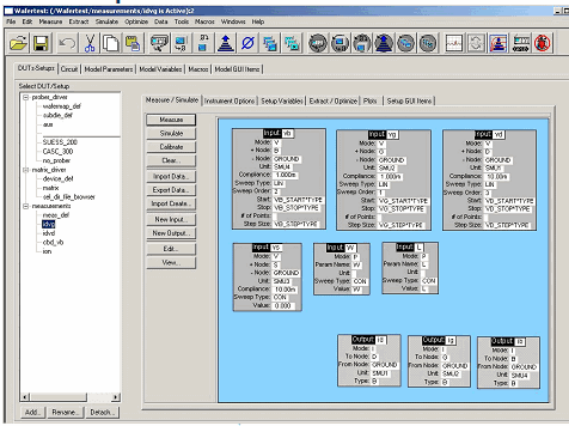 Wafertest: (/Wafertest/measurements/idvg is Active):2
File Edit Measure Extract Simulate Optimize Data Tools Macros Windows Help
DUTs-Setups Circuit Model Parameters Model Variables Macros Model GUI Items
Select DUT/Setup
prober_driver
wafermap_def
subdie_def
aux
SUESS_200
CASC_300
no_prober
matrix_driver
device_def
matrix
sel_dir_file_browser
measurements
meas_def
idvg
idvd
cbd_vb
Add... Rename... Detach...
Measure / Simulate Instrument Options Setup Variables Extract / Optimize Plots Setup GUI Items
Measure
Simulate
Calibrate
Clear...
Import Data...
Export Data...
Import Create...
New Input...
New Output...
Edit...
View...
Input: vb
Mode: V
+ Node: B
- Node: GROUND
Unit: SMU4
Compliance: 1.000m
Sweep Type: LIN
Sweep Order: 2
Start: VB_START*TYPE
Stop: VB_STOP*TYPE
# of Points:
Step Size: VB_STEP*TYPE
Input: vg
Mode: V
+ Node: G
- Node: GROUND
Unit: SMU2
Compliance: 1.000m
Sweep Type: LIN
Sweep Order: 1
Start: VG_START*TYPE
Stop: VG_STOP*TYPE
# of Points:
Step Size: VG_STEP*TYPE
Input: vd
Mode: V
+ Node: D
- Node: GROUND
Unit: SMU1
Sweep Type: LIN
Sweep Order: 3
Start: VD_START*TYPE
Stop: VD_STOP*TYPE
# of Points:
Step Size: VD_STEP*TYPE
Input: vs
Mode: V
+ Node: S
- Node: GROUND
Unit: SMU3
Compliance: 10.00m
Sweep Type: CON
Value: 0.000
Input: W
Mode: P
Param Name: W
Unit:
Sweep Type: CON
Value: W
Input: L
Mode: P
Param Name: L
Unit:
Sweep Type: CON
Value: L
Output: id
Mode: I
To Node: D
From Node: GROUND
Unit: SMU1
Type: B
Output: ig
Mode: I
To Node: G
From Node: GROUND
Unit: SMU2
Type: B
Output: ib
Mode: I
To Node: B
From Node: GROUND
Unit: SMU4
Type: B